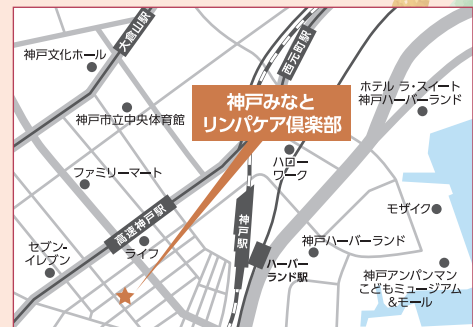 大倉山駅
西元町駅
神戸文化ホール
ホテル ラ・スイート
神戸ハーバーランド
神戸みなと
リンパケア倶楽部
神戸市立中央体育館
ハロー
ワーク
ファミリーマート
高速神戸駅
神戸駅
モザイク
セブン-
イレブン
ライフ
ハーバー
ランド駅
神戸ハーバーランド
神戸アンパンマン
こどもミュージアム
&モール